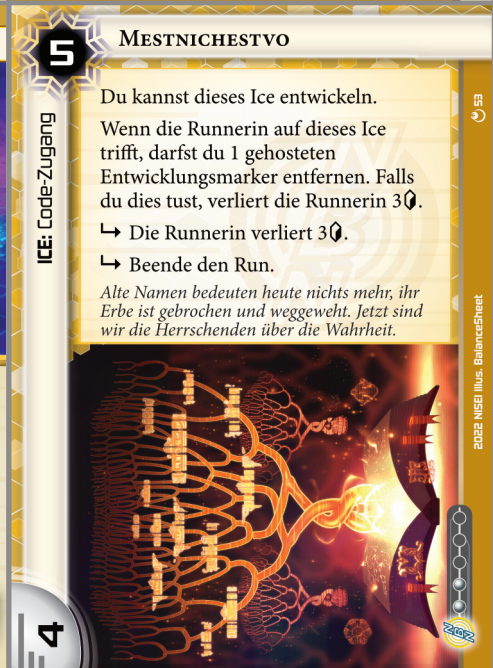 5
MESTNICHESTVO
Du kannst dieses Ice entwickeln.
Wenn die Runnerin auf dieses Ice
trifft, darfst du 1 gehosteten
Entwicklungsmarker entfernen. Falls
du dies tust, verliert die Runnerin 3.
Die Runnerin verliert 3.
Beende den Run.
Alte Namen bedeuten heute nichts mehr, ihr
Erbe ist gebrochen und weggeweht. Jetzt sind
wir die Herrschenden über die Wahrheit.
ICE: Code-Zugang
4
53
2022 NISEI Illus. BalanceSheet
NBN